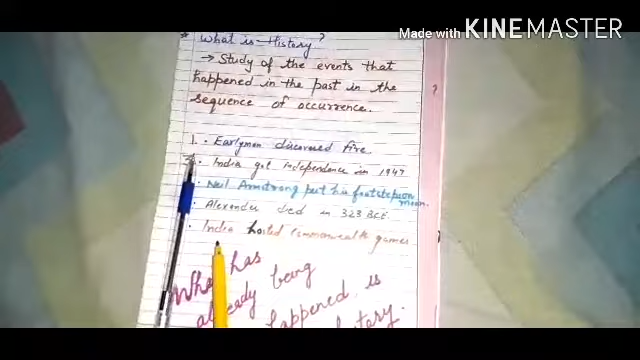 Made with KINEMASTER
* What is History ?
→ Study of the events that
happened in the past in the
sequence of occurrence.
1. • Earlyman discovered fire.
• India got independence in 1947
• Neil Armstrong put his footstep on moon.
• Alexander died in 323 BCE
• India hosted Commonwealth games
What has
already being
happened is
history.